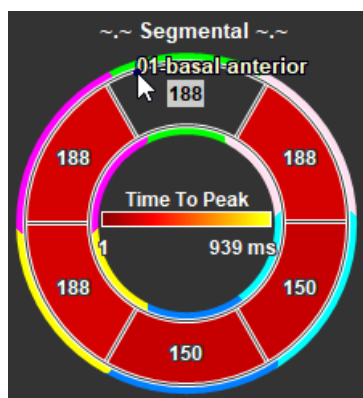 ~.~ Segmental ~.~
01-basal-anterior
188
188
188
Time To Peak
1
939 ms
188
150
150